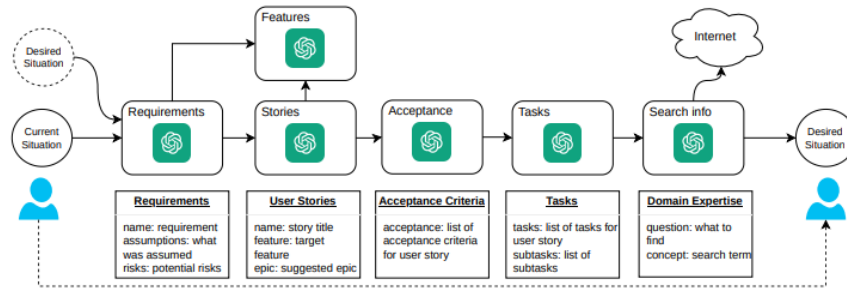 Features
Internet
Desired
Situation
Requirements
Stories
Acceptance
Tasks
Search info
Current
Situation
Desired
Situation
Requirements
name: requirement
assumptions: what
was assumed
risks: potential risks
User Stories
name: story title
feature: target
feature
epic: suggested epic
Acceptance Criteria
acceptance: list of
acceptance criteria
for user story
Tasks
tasks: list of tasks for
user story
subtasks: list of
subtasks
Domain Expertise
question: what to
find
concept: search term